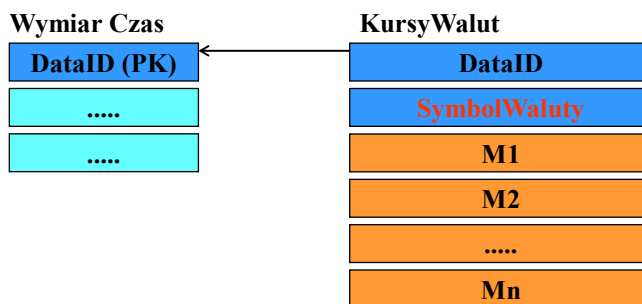 Wymiar Czas
DataID (PK)
.....
.....
KursyWalut
DataID
SymbolWaluty
M1
M2
.....
Mn